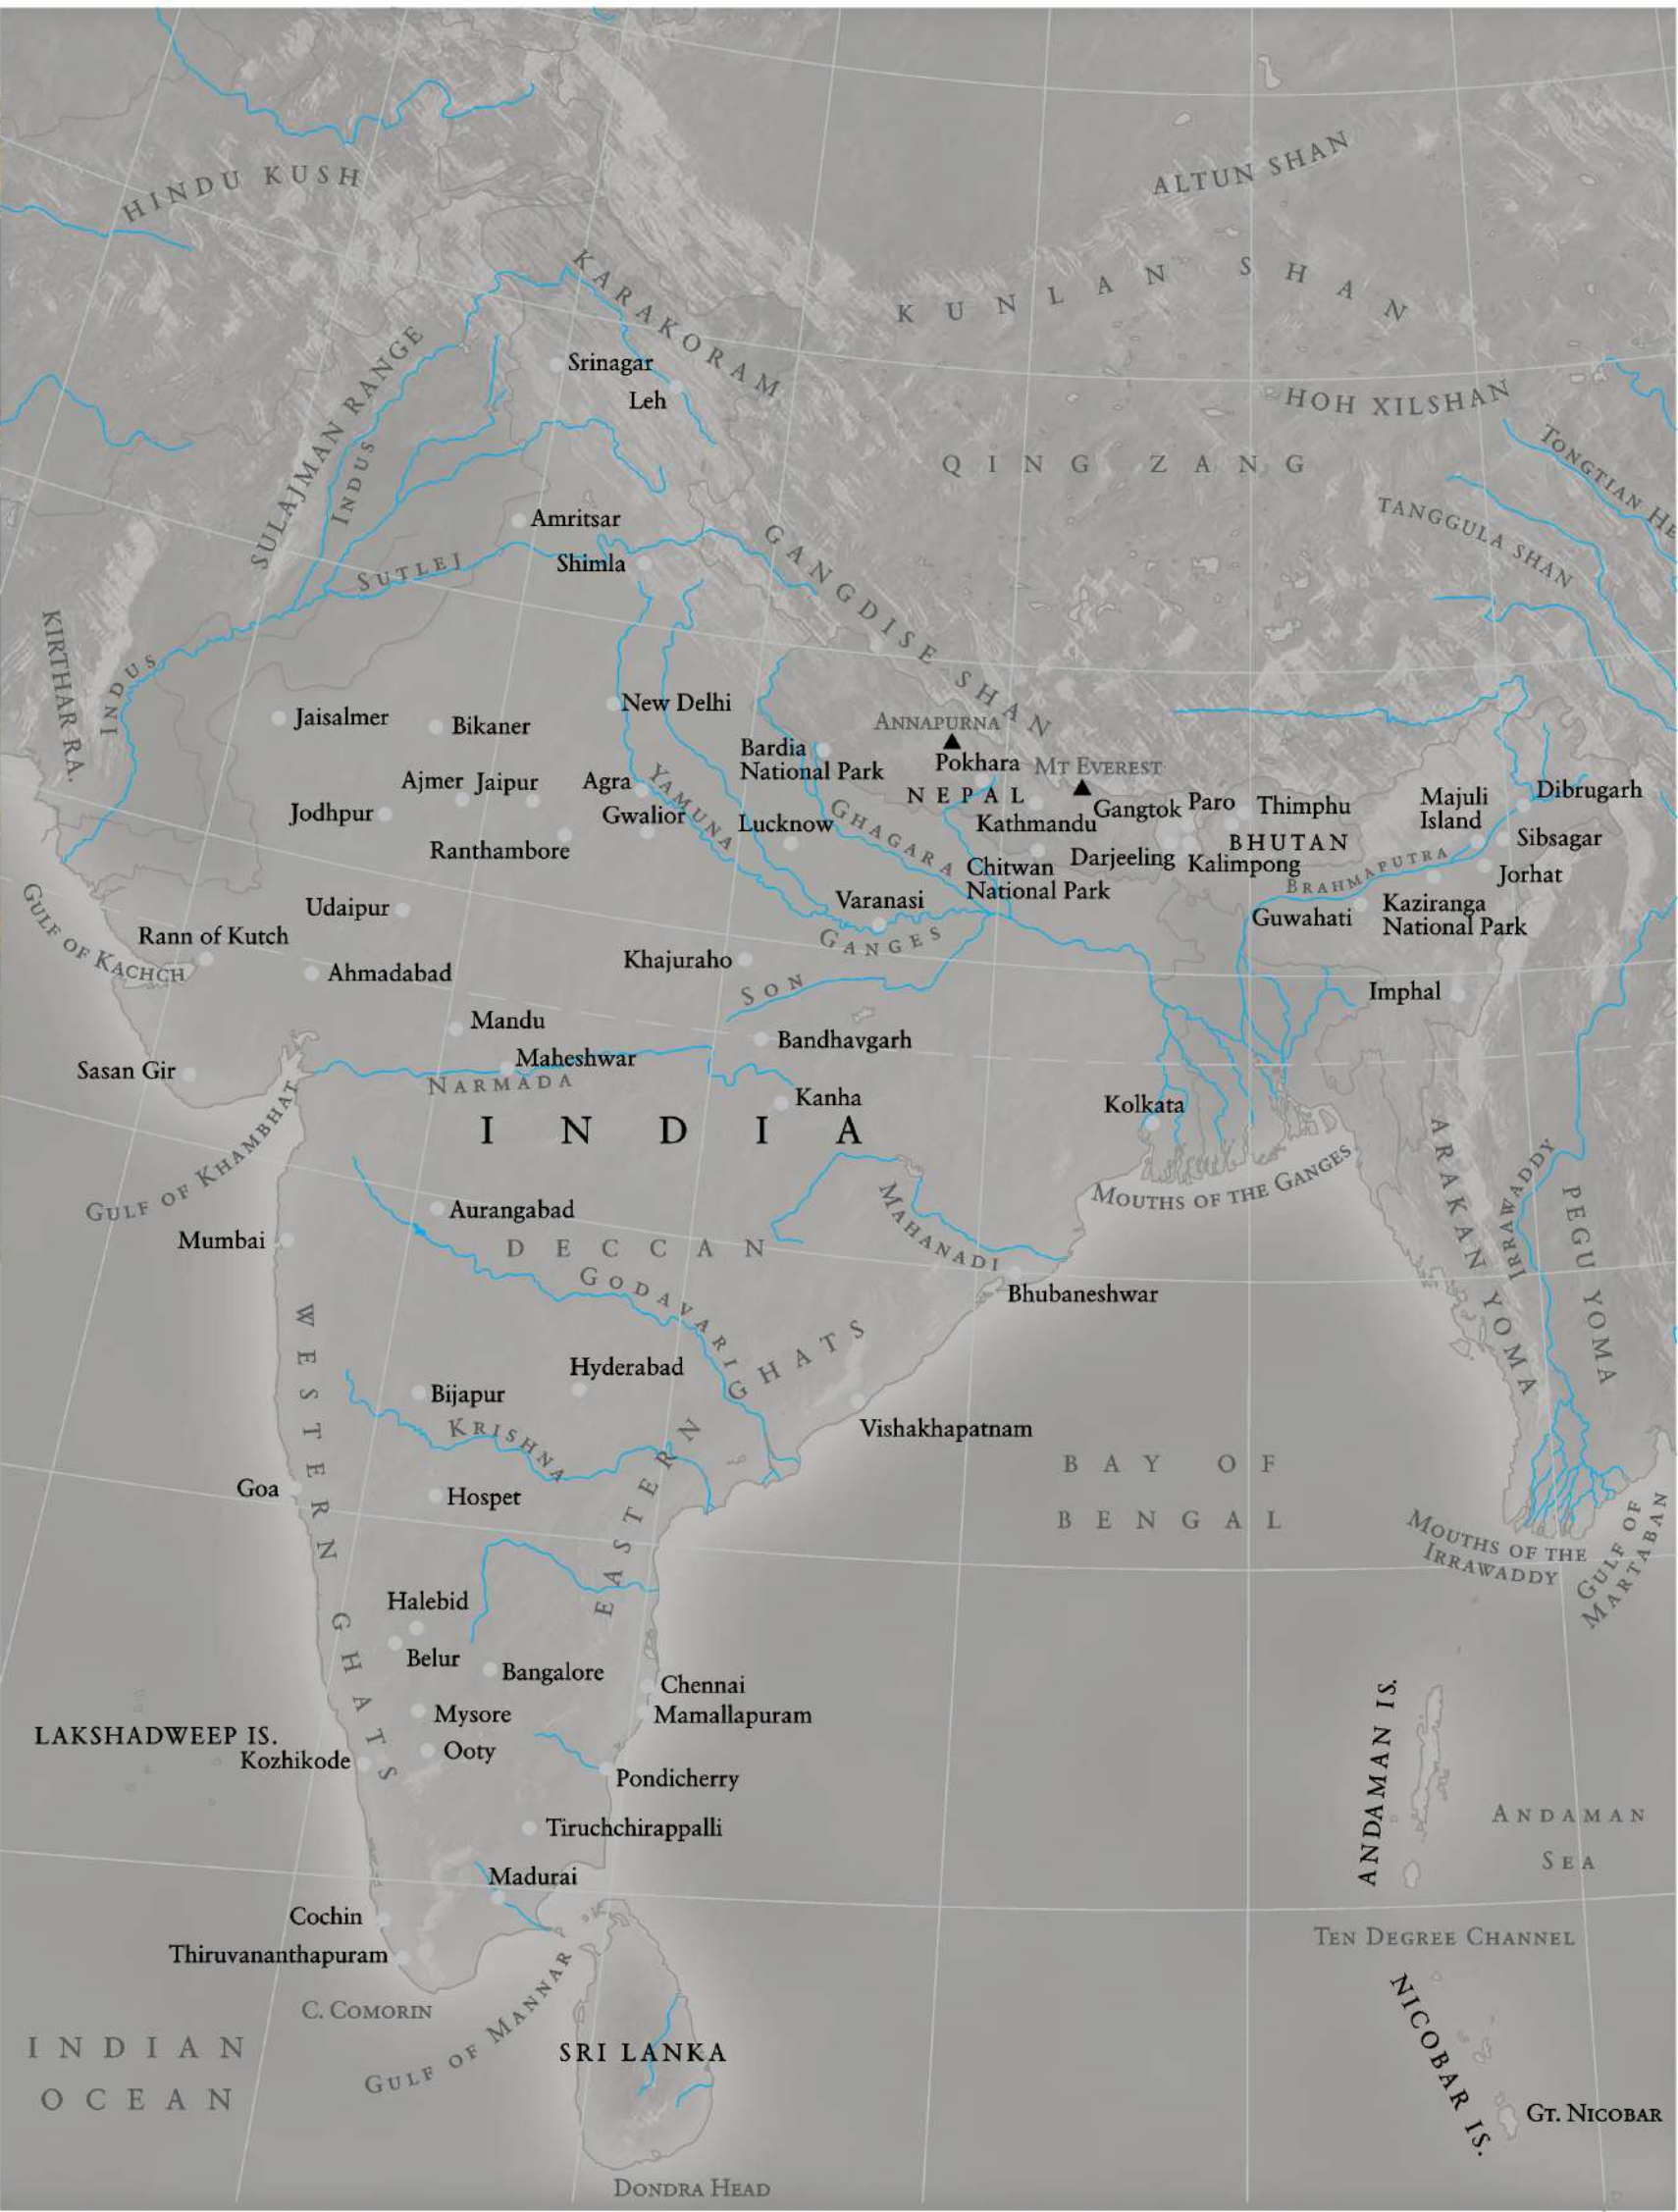 HINDU KUSH
ALTUN SHAN
KARAKORAM
KUNLAN SHAN
SULAJMAN RANGE
INDUS
Srinagar
Leh
HOH XILSHAN
QING ZANG
TONGTIAN HE
TANGGULA SHAN
Amritsar
Shimla
SUTLEJ
GANGDISE SHAN
KIRTHAR RA.
INDUS
Jaisalmer
Bikaner
New Delhi
ANNAPURNA
Bardia
National Park
Pokhara
MT EVEREST
NEPAL
Ajmer
Jaipur
Agra
YAMUNA
Jodhpur
Gwalior
Lucknow
GHAGARA
Kathmandu
Gangtok
Paro
Thimphu
Majuli
Island
Dibrugarh
Ranthambore
BHUTAN
Sibsagar
Chitwan
National Park
Darjeeling
Kalimpong
BRAHMAPUTRA
Jorhat
GULF OF KACHCH
Udaipur
Varanasi
Guwahati
Kaziranga
National Park
Rann of Kutch
GANGES
Khajuraho
Ahmadabad
SON
Imphal
Mandu
Bandhavgarh
Maheshwar
Sasan Gir
NARMADA
Kanha
Kolkata
INDIA
GULF OF KHAMBHAT
MOUTHS OF THE GANGES
ARAKAN YOMA
IRRAWADDY
PEGU YOMA
Aurangabad
MAHANADI
Mumbai
DECCAN
GODAVARI
Bhubaneshwar
WESTERN GHATS
EASTERN GHATS
Hyderabad
Bijapur
KRISHNA
Vishakhapatnam
BAY OF
BENGAL
Goa
Hospet
MOUTHS OF THE
IRRAWADDY
GULF OF
MARTABAN
Halebid
Belur
Bangalore
Chennai
Mysore
Mamallapuram
LAKSHADWEEP IS.
Kozhikode
Ooty
Pondicherry
ANDAMAN IS.
Tiruchchirappalli
ANDAMAN
SEA
Madurai
Cochin
TEN DEGREE CHANNEL
Thiruvananthapuram
C. COMORIN
GULF OF MANNAR
NICOBAR IS.
INDIAN
OCEAN
SRI LANKA
GT. NICOBAR
DONDRA HEAD